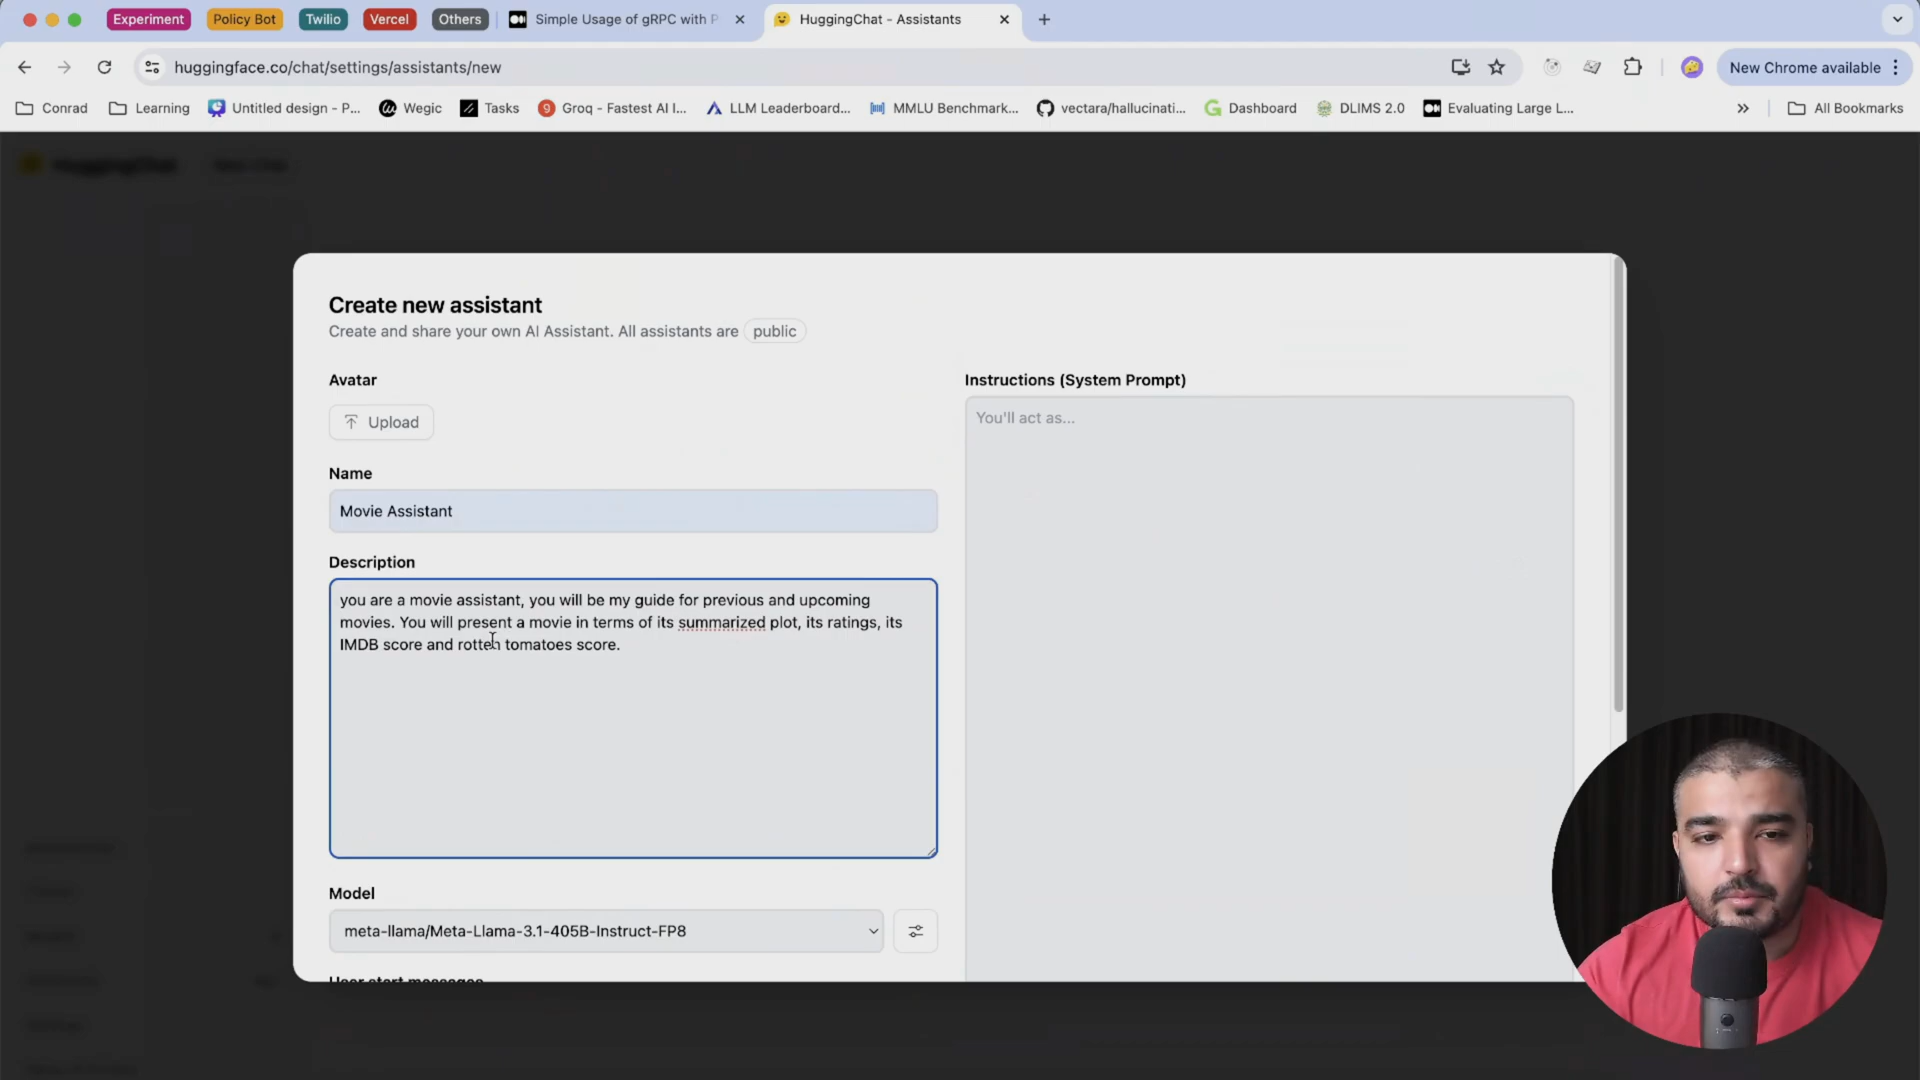 Experiment
Policy Bot
Twilio
Vercel
Others
Simple Usage of gRPC with P
HuggingChat - Assistants
huggingface.co/chat/settings/assistants/new
New Chrome available
Conrad
Learning
Untitled design - P...
Wegic
Tasks
Groq - Fastest AI I...
LLM Leaderboard...
MMLU Benchmark...
vectara/hallucinati...
Dashboard
DLIMS 2.0
Evaluating Large L...
All Bookmarks
HuggingChat
New Chat
Create new assistant
Create and share your own AI Assistant. All assistants are public
Avatar
Upload
Name
Movie Assistant
Description
you are a movie assistant, you will be my guide for previous and upcoming
movies. You will present a movie in terms of its summarized plot, its ratings, its
IMDB score and rotten tomatoes score.
Model
meta-llama/Meta-Llama-3.1-405B-Instruct-FP8
User start messages
Instructions (System Prompt)
You'll act as...